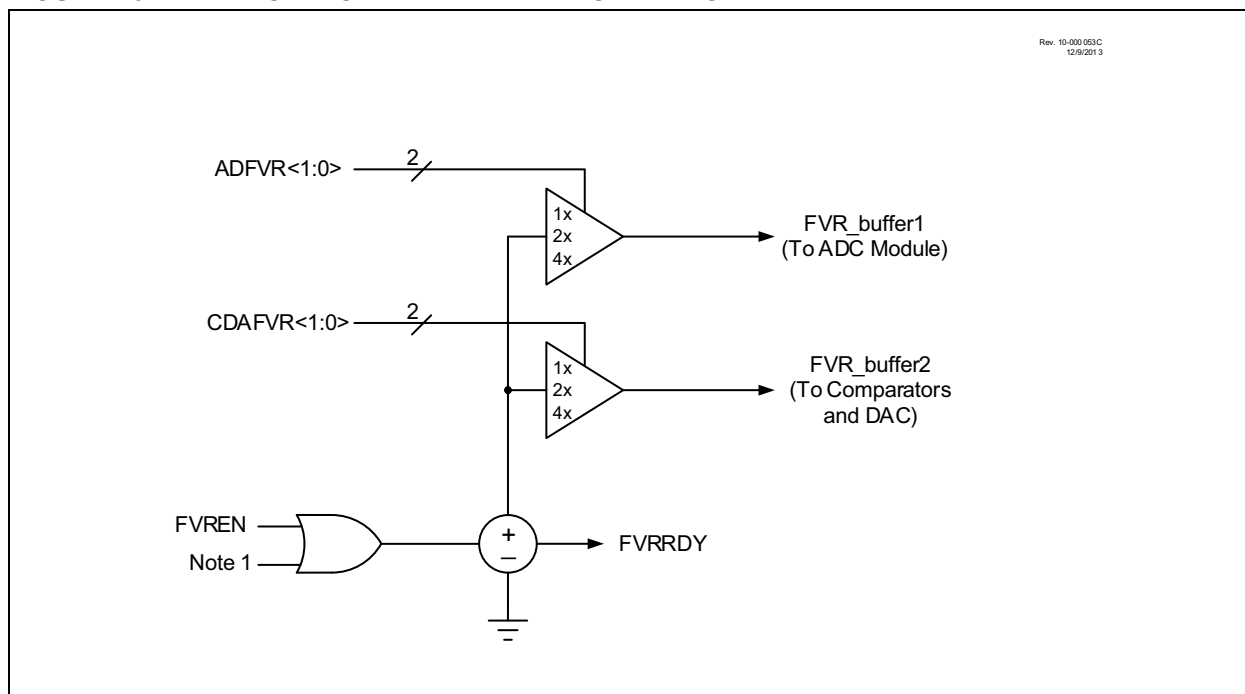 Rev. 10-000 053C
12/9/201 3
ADFVR<1:0>
2
1x
2x
4x
FVR_buffer1
(To ADC Module)
CDAFVR<1:0>
2
1x
2x
4x
FVR_buffer2
(To Comparators
and DAC)
FVREN
Note 1
+
–
FVRRDY